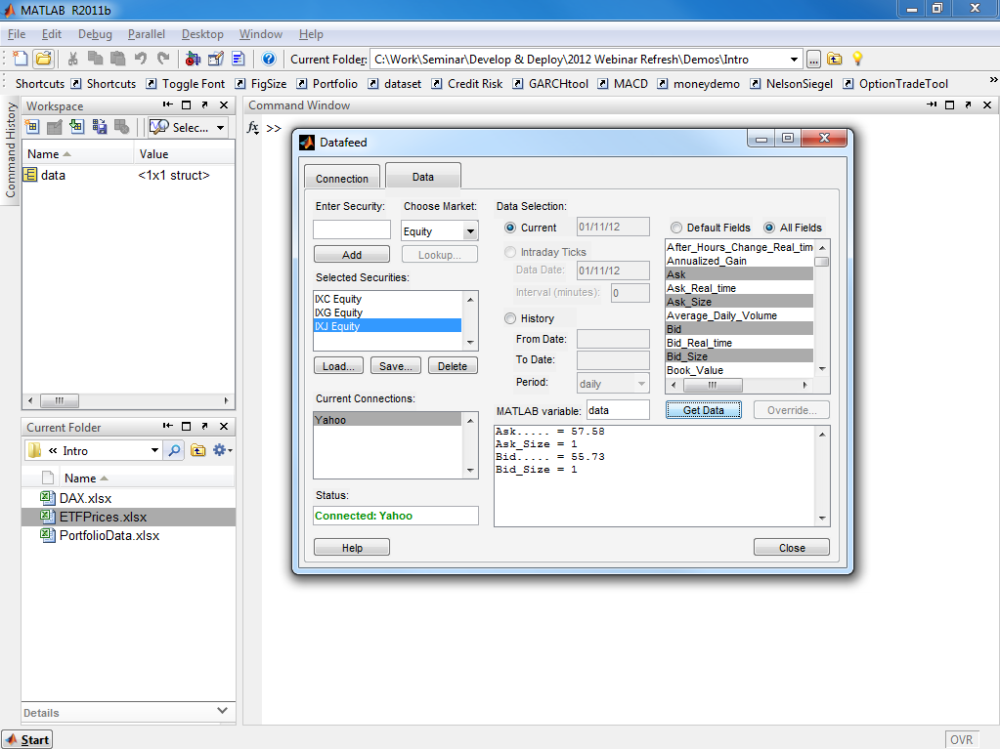 MATLAB R2011b
File Edit Debug Parallel Desktop Window Help
Current Folder: C:\Work\Seminar\Develop & Deploy\2012 Webinar Refresh\Demos\Intro ...
Shortcuts Shortcuts Toggle Font FigSize Portfolio dataset Credit Risk GARCHtool MACD moneydemo NelsonSiegel OptionTradeTool »
Command History
Workspace
Selec...
Name Value
data <1x1 struct>
Current Folder
« Intro
Name
DAX.xlsx
ETFPrices.xlsx
PortfolioData.xlsx
Details
Start
Command Window
fx >>
Datafeed
Connection Data
Enter Security: Choose Market:
Equity
Add Lookup...
Selected Securities:
IXC Equity
IXG Equity
IXJ Equity
Load... Save... Delete
Current Connections:
Yahoo
Status:
Connected: Yahoo
Help
Data Selection:
Current 01/11/12
Intraday Ticks
Data Date: 01/11/12
Interval (minutes): 0
History
From Date:
To Date:
Period: daily
Default Fields All Fields
After_Hours_Change_Real_tim
Annualized_Gain
Ask
Ask_Real_time
Ask_Size
Average_Daily_Volume
Bid
Bid_Real_time
Bid_Size
Book_Value
MATLAB variable: data Get Data Override...
Ask..... = 57.58
Ask_Size = 1
Bid..... = 55.73
Bid_Size = 1
Close
OVR